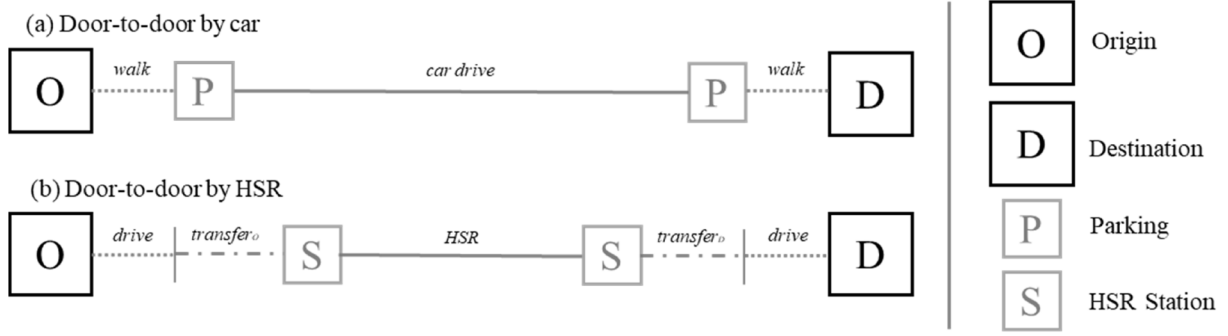 (a) Door-to-door by car
O walk P car drive P walk D
(b) Door-to-door by HSR
O drive transferO S HSR S transferD drive D
O Origin
D Destination
P Parking
S HSR Station